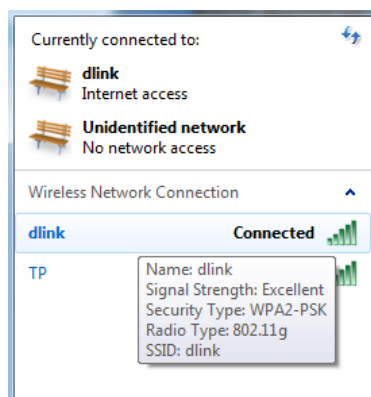 Currently connected to:
dlink
Internet access
Unidentified network
No network access
Wireless Network Connection
dlink Connected
TP
Name: dlink
Signal Strength: Excellent
Security Type: WPA2-PSK
Radio Type: 802.11g
SSID: dlink